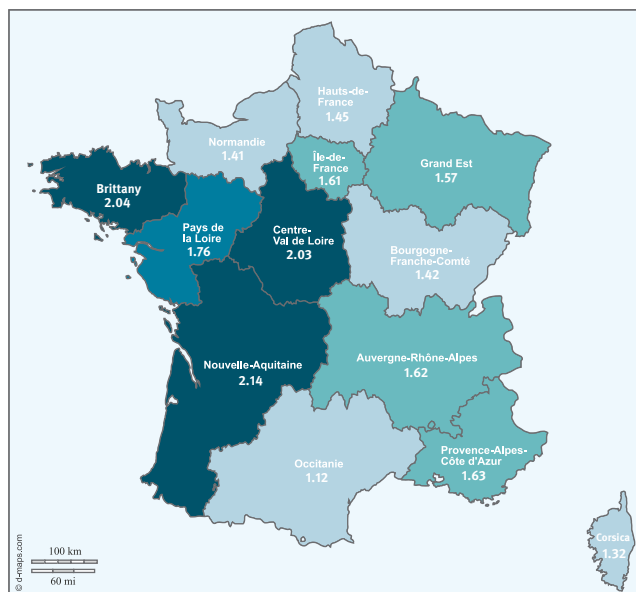 Hauts-de-
France
1.45
Normandie
1.41
Île-de-
France
1.61
Grand Est
1.57
Brittany
2.04
Pays de
la Loire
1.76
Centre-
Val de Loire
2.03
Bourgogne-
Franche-Comté
1.42
Nouvelle-Aquitaine
2.14
Auvergne-Rhône-Alpes
1.62
Occitanie
1.12
Provence-Alpes-
Côte d'Azur
1.63
Corsica
1.32
100 km
60 mi
© d-maps.com